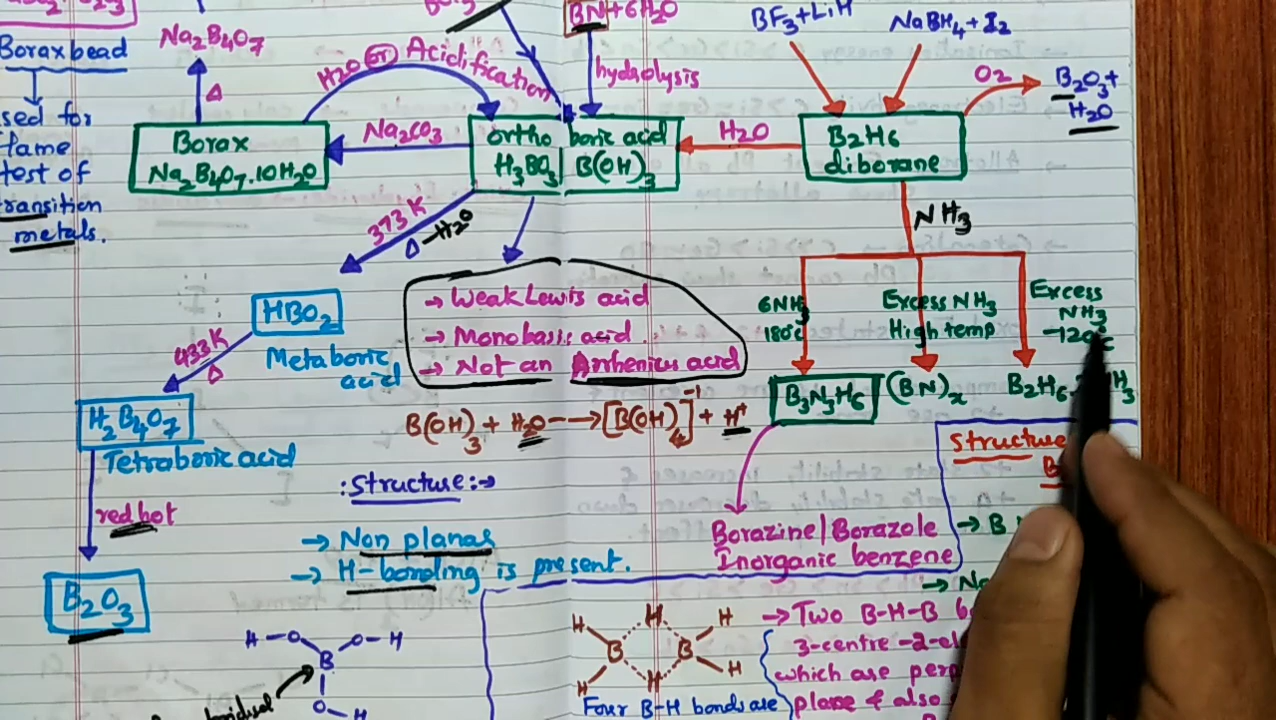 BN + 6H2O
BF3 + LiH
NaBH4 + I2
Borax bead
Na2B4O7
H2O (or) Acidification
hydrolysis
O2
B2O3 +
H2O
Δ
sed for
flame
test of
transition
metals.
Borax
Na2B4O7.10H2O
Na2CO3
ortho boric acid
H3BO3 | B(OH)3
H2O
B2H6
diborane
373K
Δ -H2O
NH3
→ Weak Lewis acid
→ Monobasic acid.
→ Not an Arrhenius acid
6NH3
180°C
Excess NH3
High temp
Excess
NH3
-120°C
HBO2
Metaboric
acid
433K
Δ
B3N3H6
(BN)x
B2H6
H2B4O7
Tetraboric acid
B(OH)3 + H2O → [B(OH)4]-1 + H+
:Structure:→
Structure
red hot
→ Non planar
→ H-bonding is present.
Borazine/Borazole
Inorganic benzene
→ B
B2O3
H-O O-H
B
O-H
H H H
B B
H H H
→ Two B-H-B
3-centre-2-el
which are perp
plane & also
Four B-H bonds are